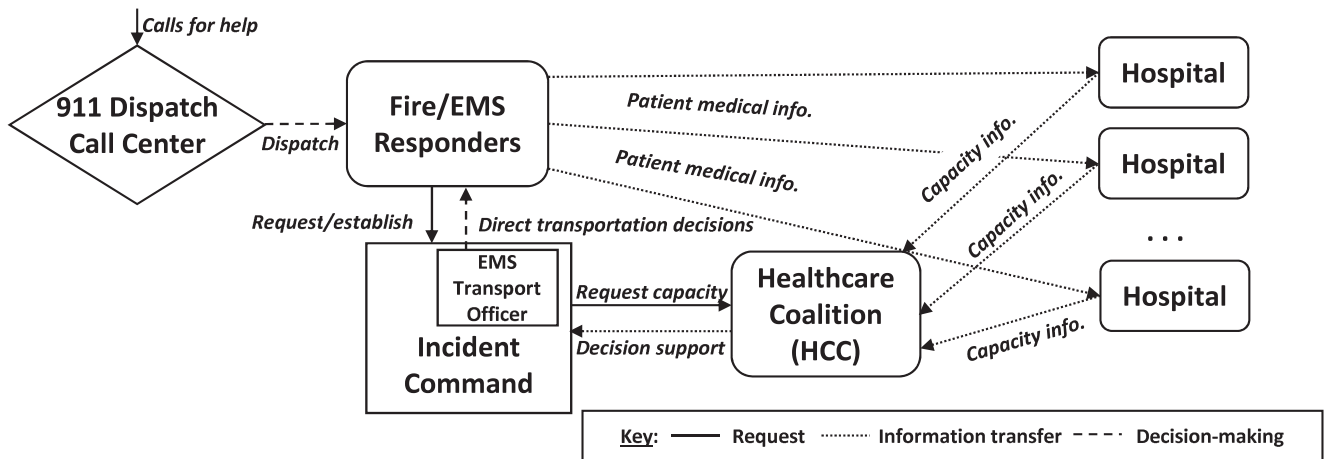 Calls for help
911 Dispatch
Call Center
Dispatch
Fire/EMS
Responders
Patient medical info.
Patient medical info.
Hospital
Hospital
. . .
Hospital
Capacity info.
Capacity info.
Capacity info.
Request/establish
Direct transportation decisions
EMS
Transport
Officer
Incident
Command
Request capacity
Decision support
Healthcare
Coalition
(HCC)
Key: Request Information transfer Decision-making